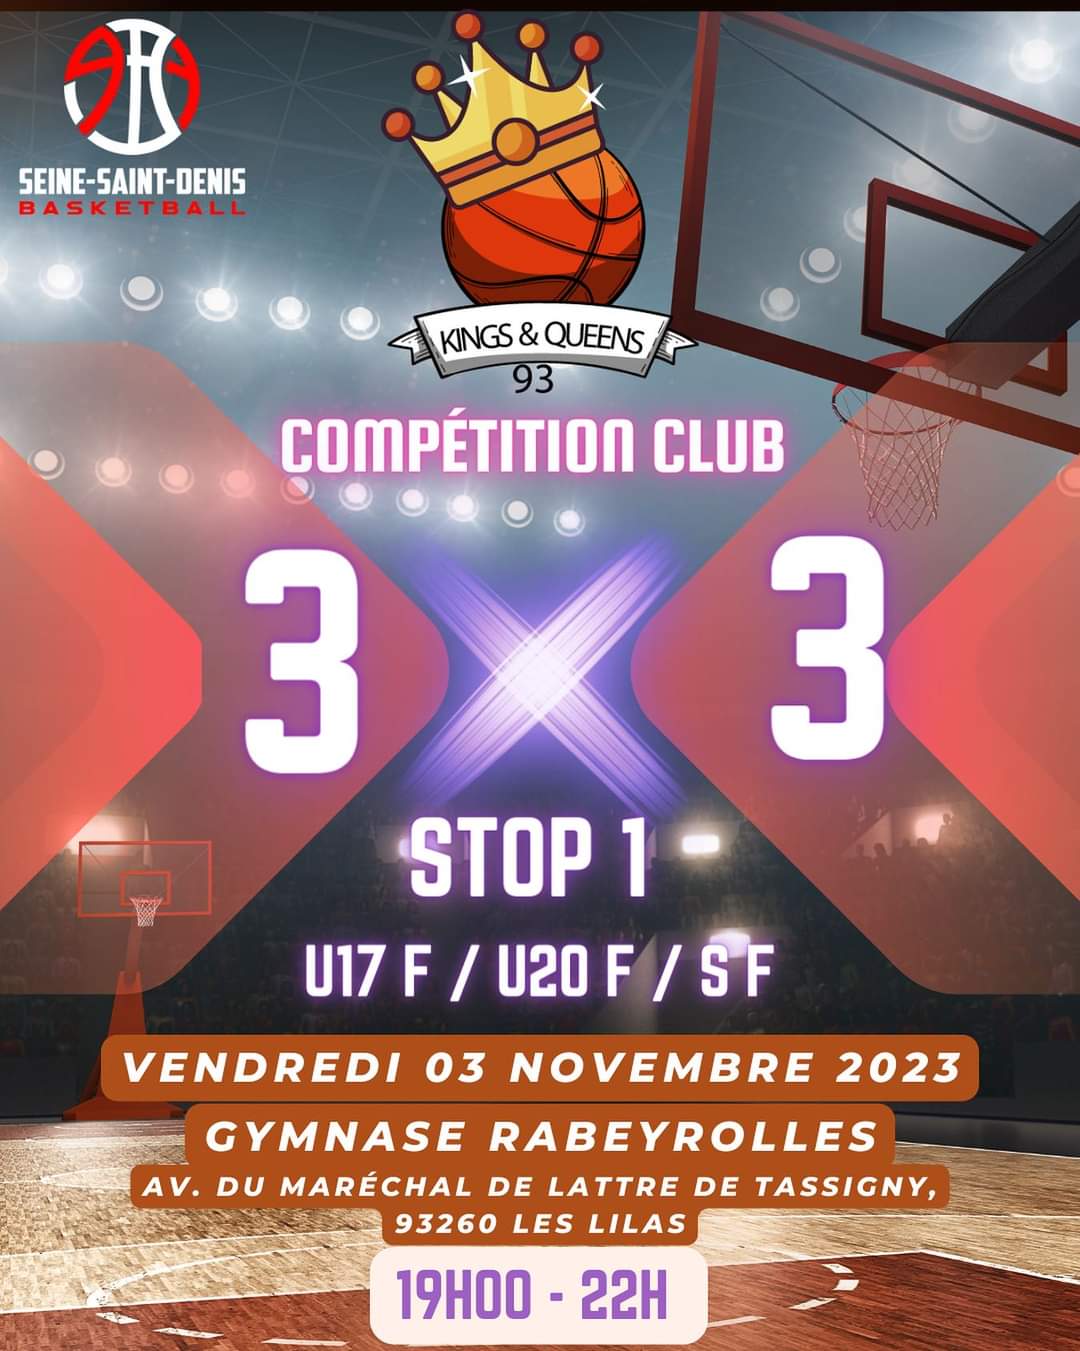 SEINE-SAINT-DENIS
BASKETBALL
KINGS & QUEENS
93
COMPÉTITION CLUB
3 X 3
STOP 1
U17 F / U20 F / S F
VENDREDI 03 NOVEMBRE 2023
GYMNASE RABEYROLLES
AV. DU MARÉCHAL DE LATTRE DE TASSIGNY,
93260 LES LILAS
19H00 - 22H